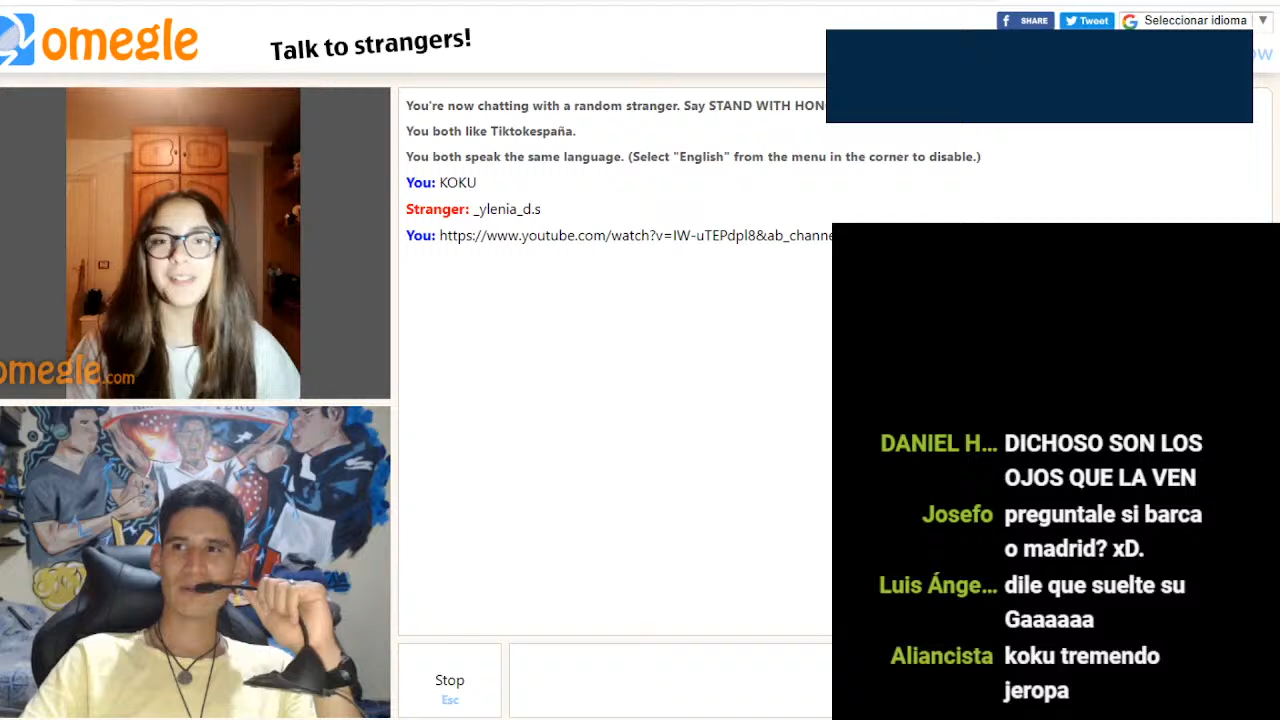 omegle
Talk to strangers!
SHARE
Tweet
Seleccionar idioma
You're now chatting with a random stranger. Say STAND WITH
You both like Tiktokespaña.
You both speak the same language. (Select "English" from the menu in the corner to disable.)
You: KOKU
Stranger: _ylenia_d.s
You: https://www.youtube.com/watch?v=IW-uTEPdpl8&ab_channe
omegle.com
Stop
Esc
DANIEL H... DICHOSO SON LOS
OJOS QUE LA VEN
Josefo preguntale si barca
o madrid? xD.
Luis Ánge... dile que suelte su
Gaaaaaa
Aliancista koku tremendo
jeropa